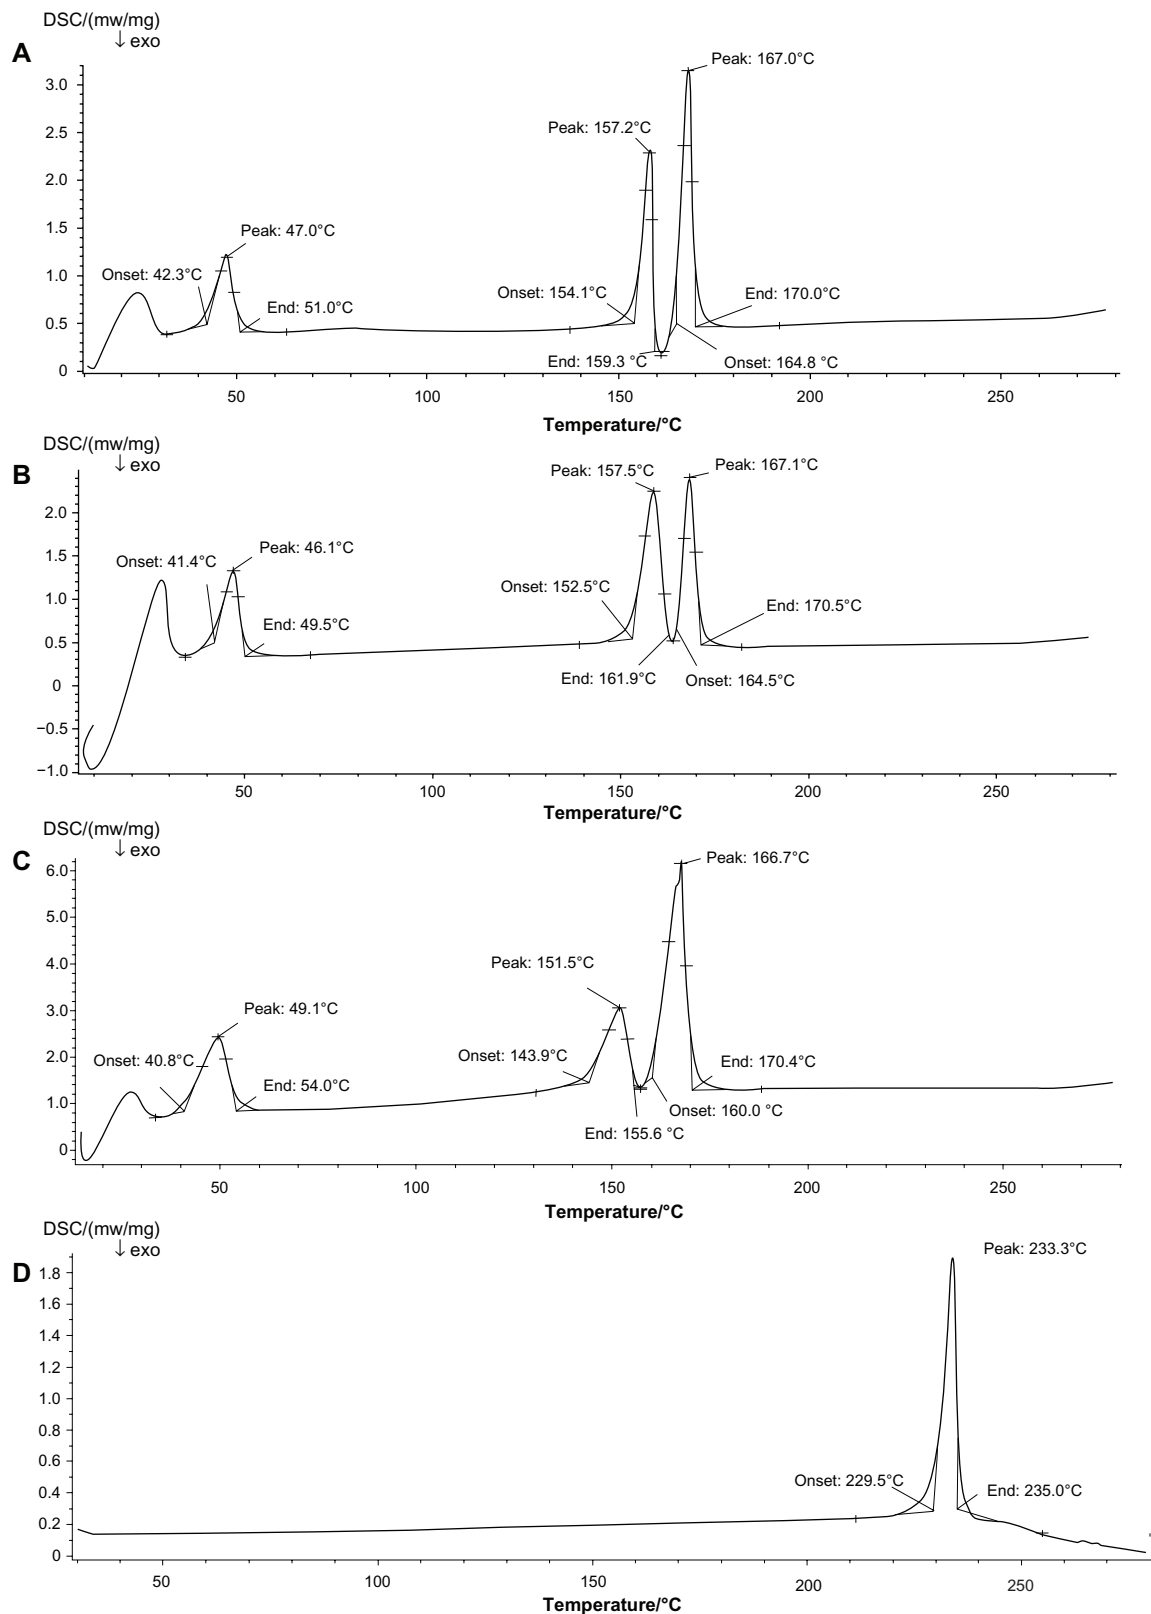 DSC/(mw/mg)
↓ exo
A
Peak: 167.0°C
3.0
Peak: 157.2°C
2.5
2.0
1.5
Peak: 47.0°C
Onset: 42.3°C
1.0
Onset: 154.1°C
End: 170.0°C
End: 51.0°C
0.5
End: 159.3 °C
Onset: 164.8 °C
0
50 100 150 200 250
Temperature/°C
DSC/(mw/mg)
↓ exo
B
Peak: 157.5°C
Peak: 167.1°C
2.0
Onset: 41.4°C
Peak: 46.1°C
1.5
Onset: 152.5°C
1.0
End: 170.5°C
End: 49.5°C
0.5
End: 161.9°C
Onset: 164.5°C
0
−0.5
−1.0
50 100 150 200 250
Temperature/°C
DSC/(mw/mg)
↓ exo
C
Peak: 166.7°C
6.0
5.0
Peak: 151.5°C
4.0
Peak: 49.1°C
3.0
Onset: 40.8°C
Onset: 143.9°C
2.0
End: 170.4°C
End: 54.0°C
1.0
Onset: 160.0 °C
End: 155.6 °C
0
50 100 150 200 250
Temperature/°C
DSC/(mw/mg)
↓ exo
D
Peak: 233.3°C
1.8
1.6
1.4
1.2
1.0
0.8
0.6
Onset: 229.5°C
End: 235.0°C
0.4
0.2
0
50 100 150 200 250
Temperature/°C